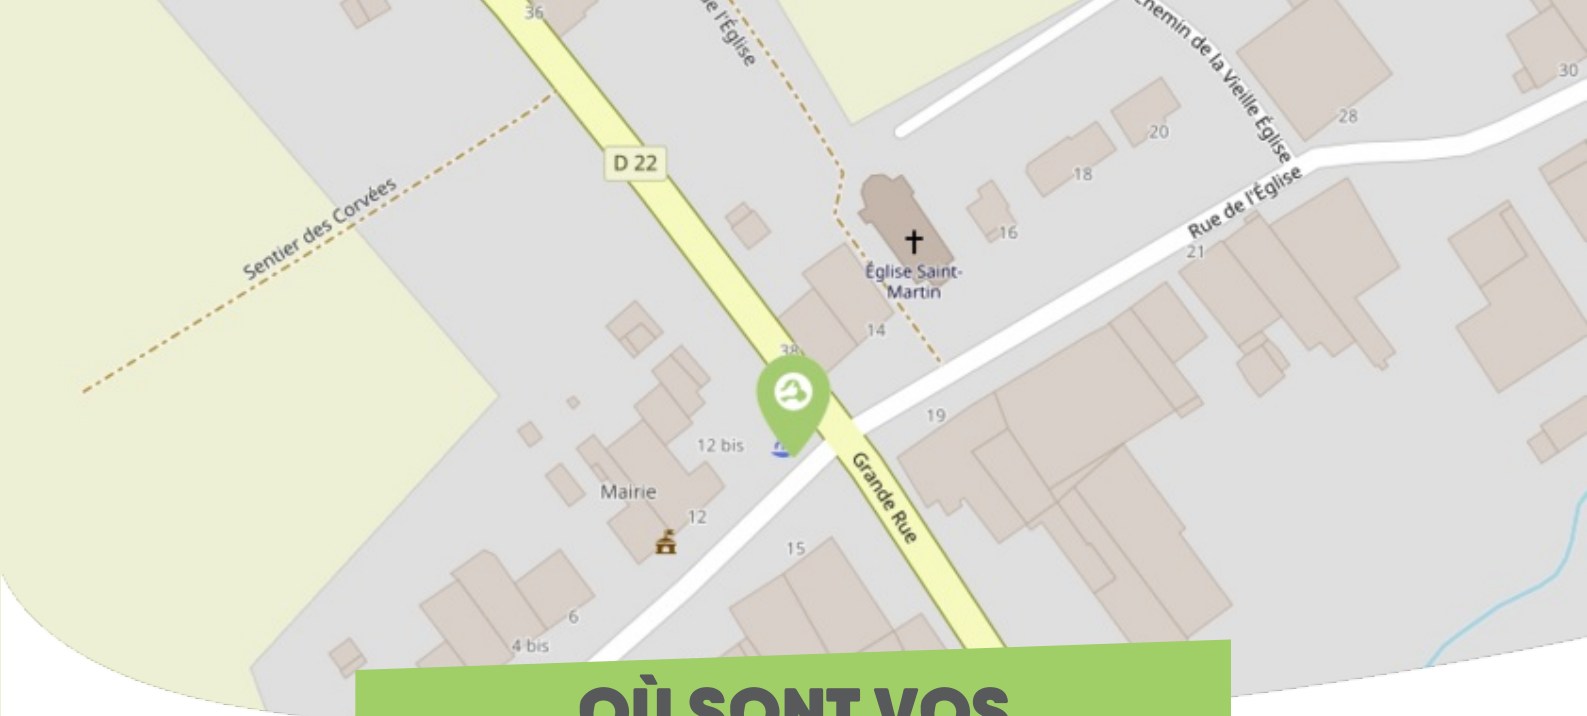 36
de l'Église
Chemin de la Vieille Église
30
28
20
D 22
18
Sentier des Corvées
Rue de l'Église
16
21
Église Saint-
Martin
14
38
19
12 bis
Grande Rue
Mairie
12
15
6
4 bis
OÙ SONT VOS